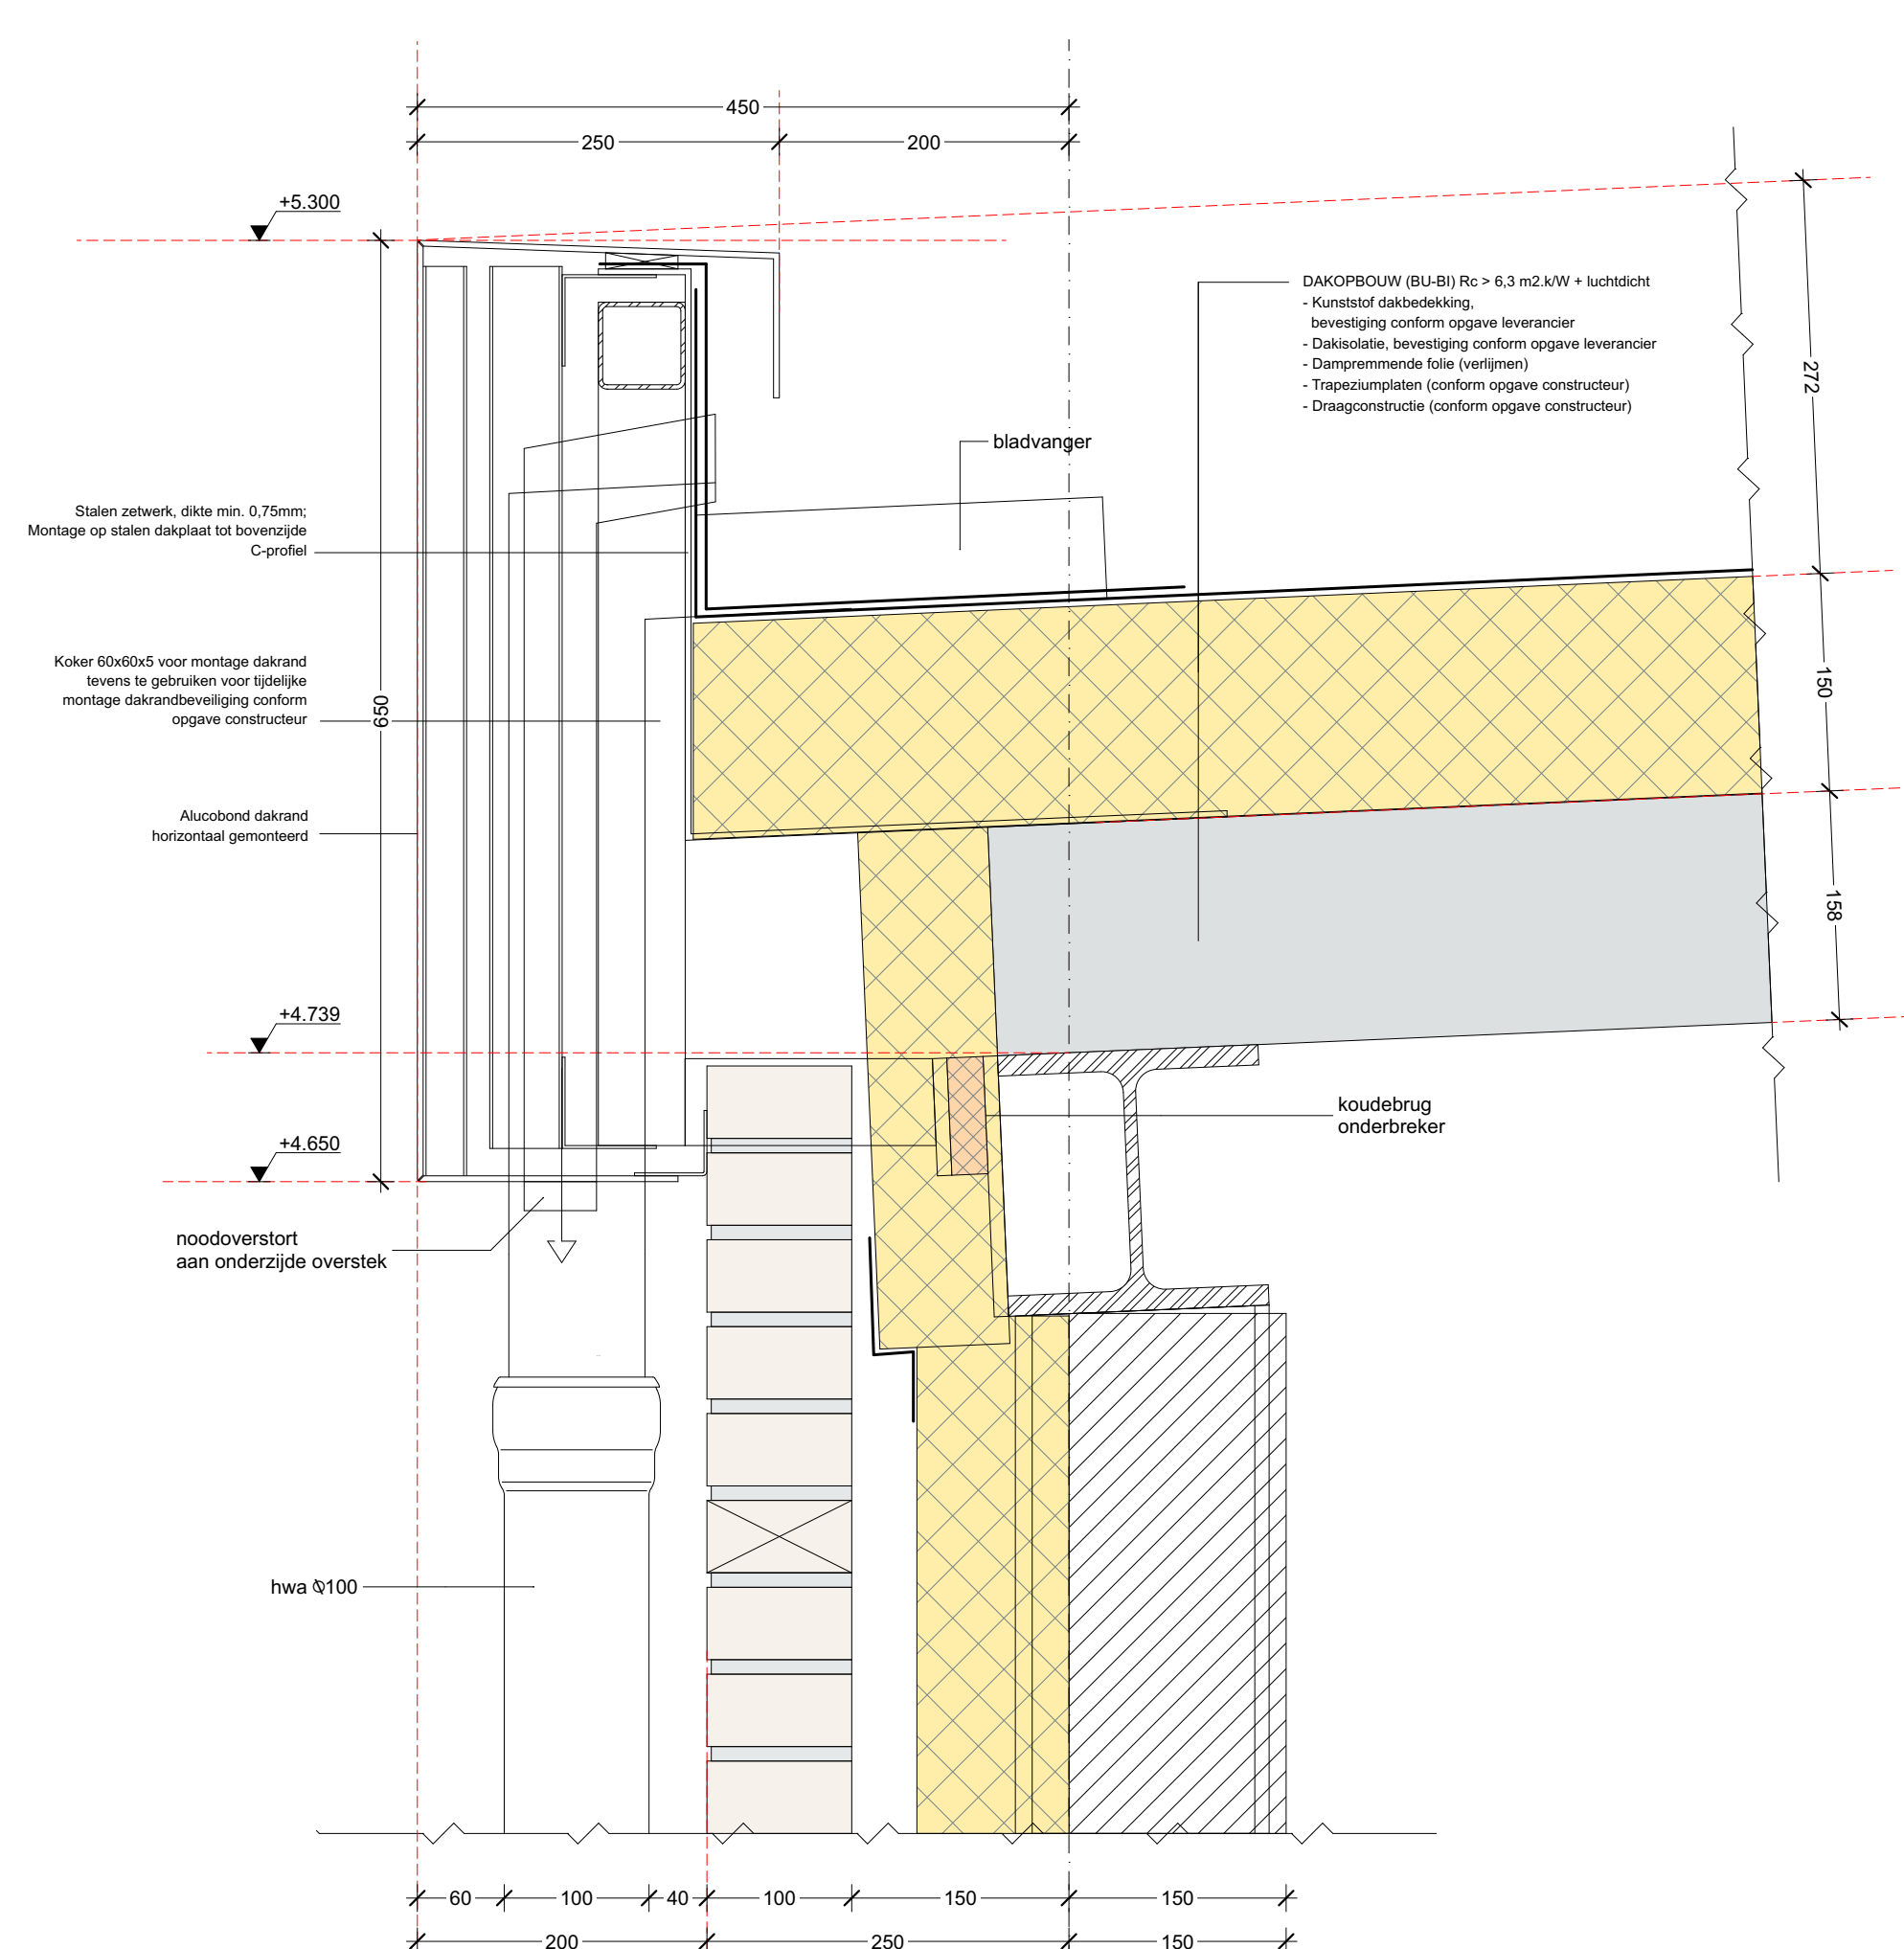 450
250
200
+5.300
DAKOPBOUW (BU-BI) Rc > 6,3 m2.k/W + luchtdicht
- Kunststof dakbedekking,
bevestiging conform opgave leverancier
- Dakisolatie, bevestiging conform opgave leverancier
- Dampremmende folie (verlijmen)
- Trapeziumplaten (conform opgave constructeur)
- Draagconstructie (conform opgave constructeur)
272
bladvanger
Stalen zetwerk, dikte min. 0,75mm;
Montage op stalen dakplaat tot bovenzijde
C-profiel
Koker 60x60x5 voor montage dakrand
tevens te gebruiken voor tijdelijke
montage dakrandbeveiliging conform
opgave constructeur
650
150
Alucobond dakrand
horizontaal gemonteerd
158
+4.739
koudebrug
onderbreker
+4.650
noodoverstort
aan onderzijde overstek
hwa Ø100
60
100
40
100
150
150
200
250
150